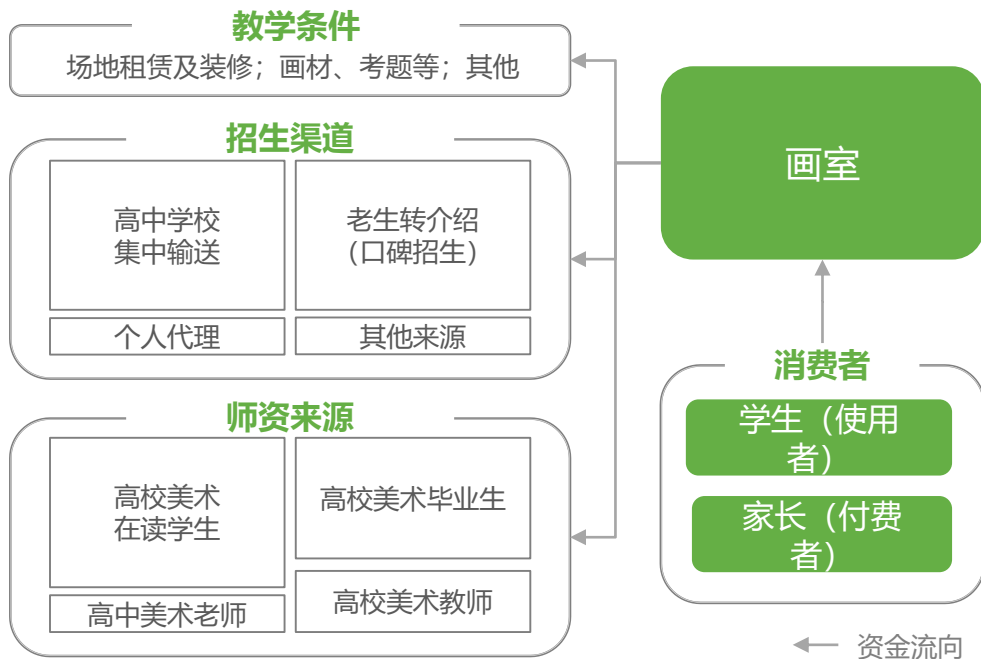 教学条件
场地租赁及装修；画材、考题等；其他
招生渠道
高中学校
集中输送
老生转介绍
（口碑招生）
个人代理
其他来源
师资来源
高校美术
在读学生
高校美术毕业生
高中美术老师
高校美术教师
画室
消费者
学生（使用
者）
家长（付费
者）
资金流向